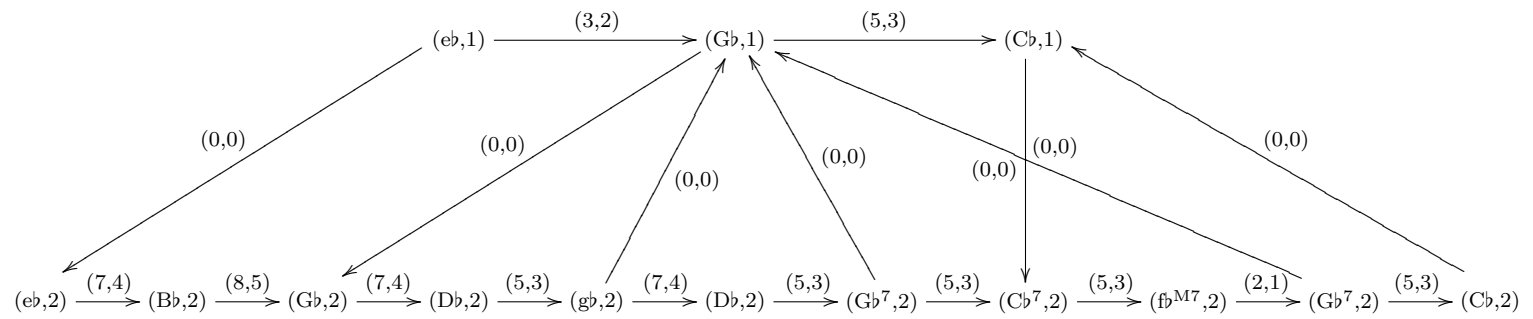 (3,2) (5,3)
(e♭,1) (G♭,1) (C♭,1)
(0,0) (0,0) (0,0) (0,0) (0,0) (0,0) (0,0)
(7,4) (8,5) (7,4) (5,3) (7,4) (5,3) (5,3) (5,3) (2,1) (5,3)
(e♭,2) (B♭,2) (G♭,2) (D♭,2) (g♭,2) (D♭,2) (G♭⁷,2) (C♭⁷,2) (f♭ᴹ⁷,2) (G♭⁷,2) (C♭,2)